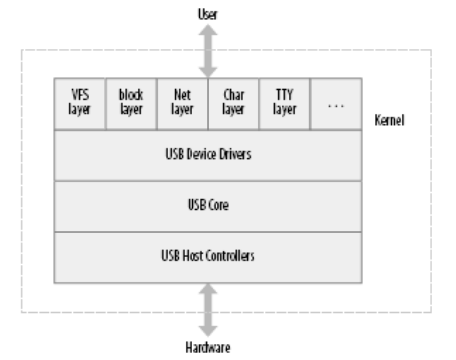 User
VFS block Net Char TTY ...
layer layer layer layer layer
Kernel
USB Device Drivers
USB Core
USB Host Controllers
Hardware